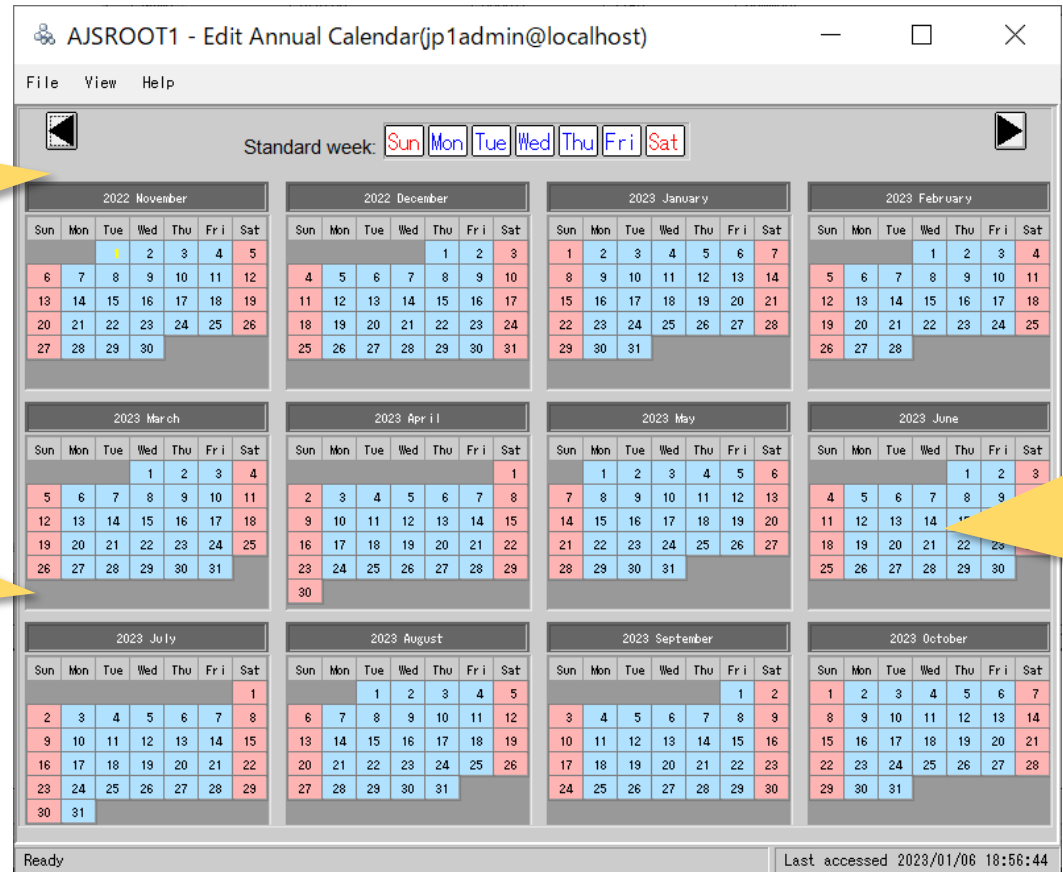 AJSROOT1 - Edit Annual Calendar(jp1admin@localhost)
File View Help
Standard week: Sun Mon Tue Wed Thu Fri Sat
2022 November
Sun Mon Tue Wed Thu Fri Sat
1 2 3 4 5
6 7 8 9 10 11 12
13 14 15 16 17 18 19
20 21 22 23 24 25 26
27 28 29 30
2022 December
Sun Mon Tue Wed Thu Fri Sat
1 2 3
4 5 6 7 8 9 10
11 12 13 14 15 16 17
18 19 20 21 22 23 24
25 26 27 28 29 30 31
2023 January
Sun Mon Tue Wed Thu Fri Sat
1 2 3 4 5 6 7
8 9 10 11 12 13 14
15 16 17 18 19 20 21
22 23 24 25 26 27 28
29 30 31
2023 February
Sun Mon Tue Wed Thu Fri Sat
1 2 3 4
5 6 7 8 9 10 11
12 13 14 15 16 17 18
19 20 21 22 23 24 25
26 27 28
2023 March
Sun Mon Tue Wed Thu Fri Sat
1 2 3 4
5 6 7 8 9 10 11
12 13 14 15 16 17 18
19 20 21 22 23 24 25
26 27 28 29 30 31
2023 April
Sun Mon Tue Wed Thu Fri Sat
1
2 3 4 5 6 7 8
9 10 11 12 13 14 15
16 17 18 19 20 21 22
23 24 25 26 27 28 29
30
2023 May
Sun Mon Tue Wed Thu Fri Sat
1 2 3 4 5 6
7 8 9 10 11 12 13
14 15 16 17 18 19 20
21 22 23 24 25 26 27
28 29 30 31
2023 June
Sun Mon Tue Wed Thu Fri Sat
1 2 3
4 5 6 7 8 9
11 12 13 14
18 19 20 21 22 23
25 26 27 28 29 30
2023 July
Sun Mon Tue Wed Thu Fri Sat
1
2 3 4 5 6 7 8
9 10 11 12 13 14 15
16 17 18 19 20 21 22
23 24 25 26 27 28 29
30 31
2023 August
Sun Mon Tue Wed Thu Fri Sat
1 2 3 4 5
6 7 8 9 10 11 12
13 14 15 16 17 18 19
20 21 22 23 24 25 26
27 28 29 30 31
2023 September
Sun Mon Tue Wed Thu Fri Sat
1 2
3 4 5 6 7 8 9
10 11 12 13 14 15 16
17 18 19 20 21 22 23
24 25 26 27 28 29 30
2023 October
Sun Mon Tue Wed Thu Fri Sat
1 2 3 4 5 6 7
8 9 10 11 12 13 14
15 16 17 18 19 20 21
22 23 24 25 26 27 28
29 30 31
Ready
Last accessed 2023/01/06 18:56:44